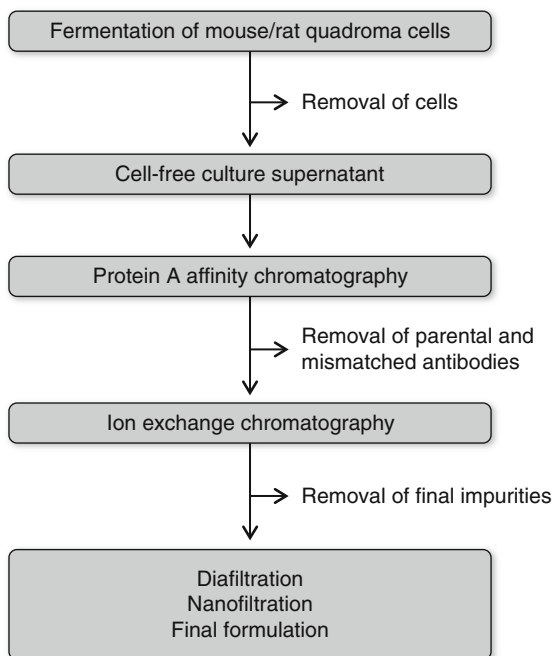 Fermentation of mouse/rat quadroma cells
Removal of cells
Cell-free culture supernatant
Protein A affinity chromatography
Removal of parental and
mismatched antibodies
Ion exchange chromatography
Removal of final impurities
Diafiltration
Nanofiltration
Final formulation